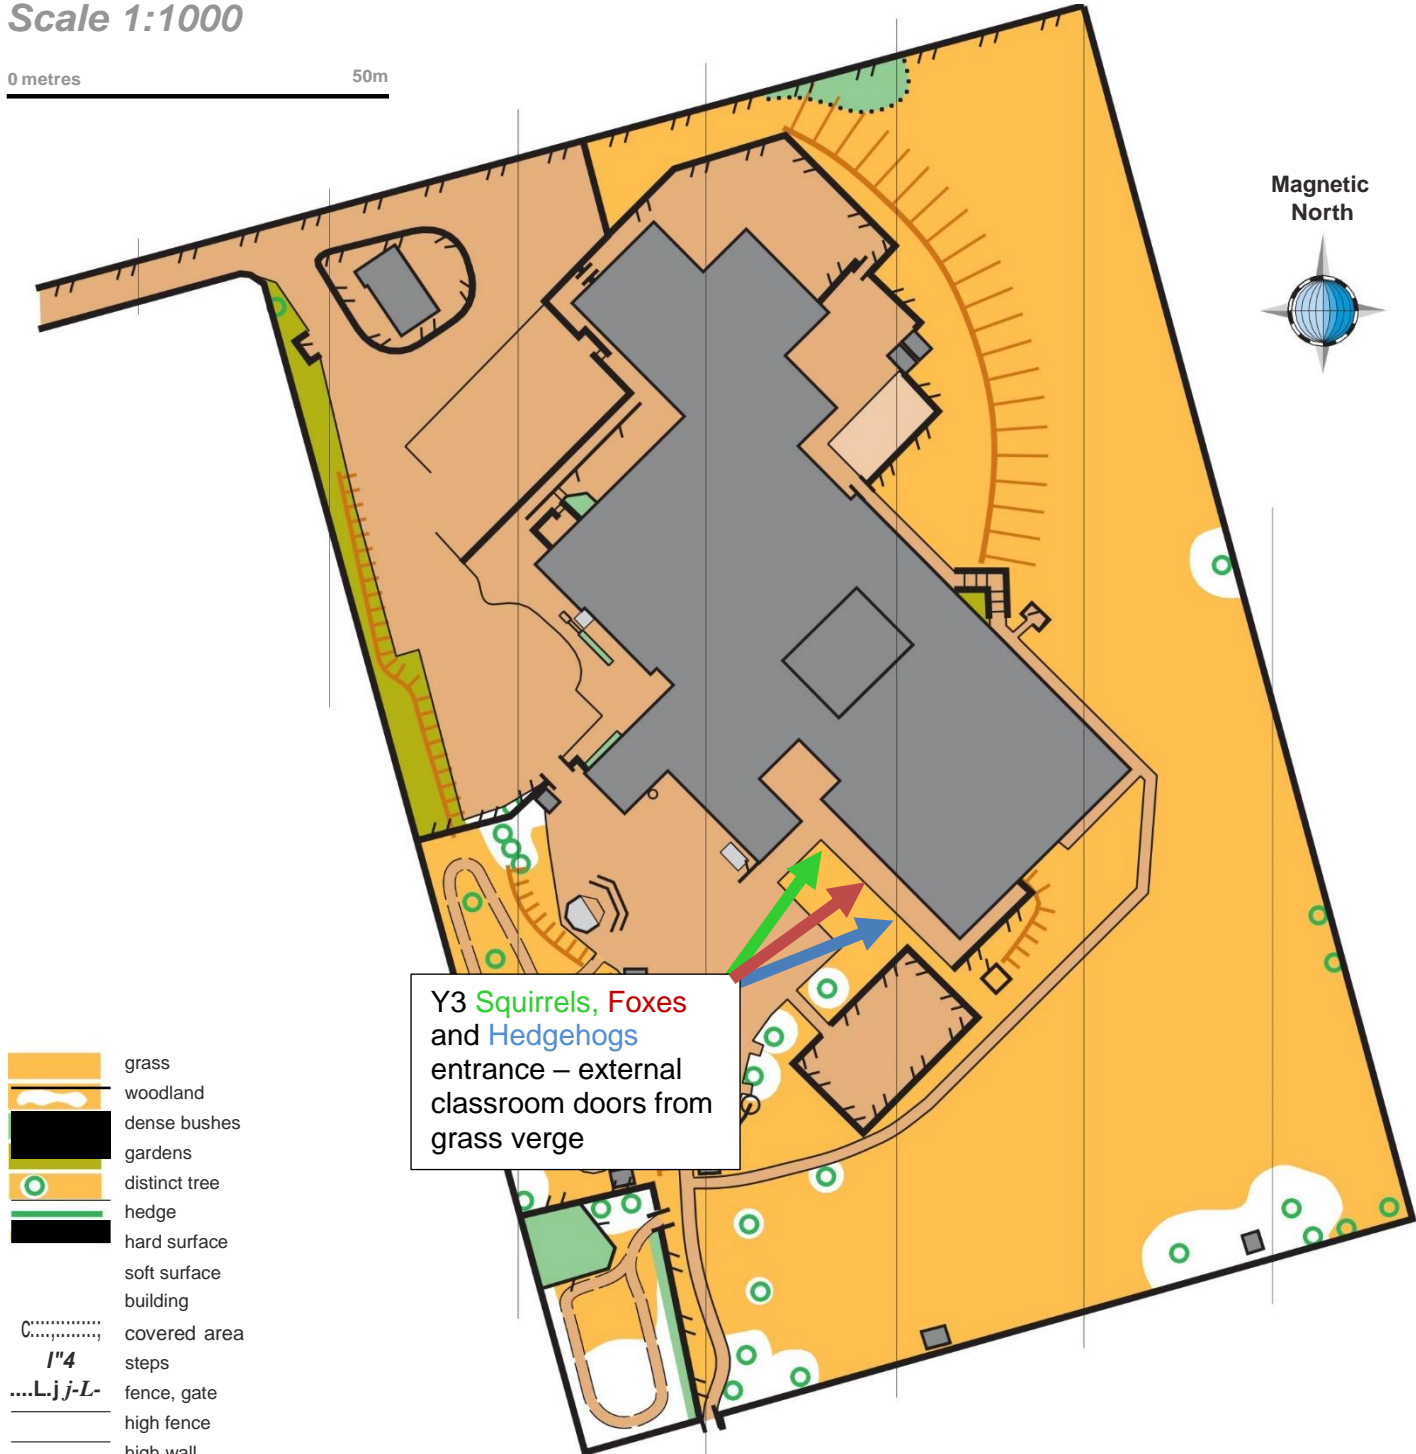 Scale 1:1000
0 metres 50m
Magnetic
North
Y3 Squirrels, Foxes
and Hedgehogs
entrance – external
classroom doors from
grass verge
grass
woodland
dense bushes
gardens
distinct tree
hedge
hard surface
soft surface
building
covered area
steps
fence, gate
high fence
high wall